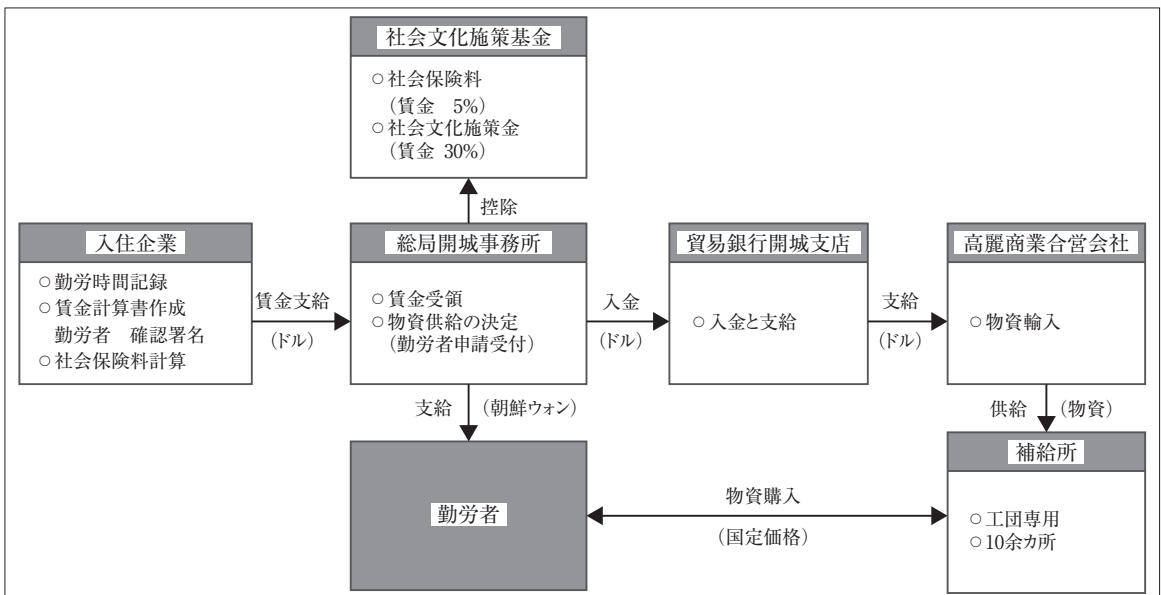 社会文化施策基金
○社会保険料
(賃金 5%)
○社会文化施策金
(賃金 30%)
控除
入住企業
○勤労時間記録
○賃金計算書作成
勤労者 確認署名
○社会保険料計算
賃金支給
(ドル)
総局開城事務所
○賃金受領
○物資供給の決定
(勤労者申請受付)
入金
(ドル)
貿易銀行開城支店
○入金と支給
支給
(ドル)
高麗商業合営会社
○物資輸入
支給 (朝鮮ウォン)
供給 (物資)
勤労者
物資購入
(国定価格)
補給所
○工団専用
○10余カ所